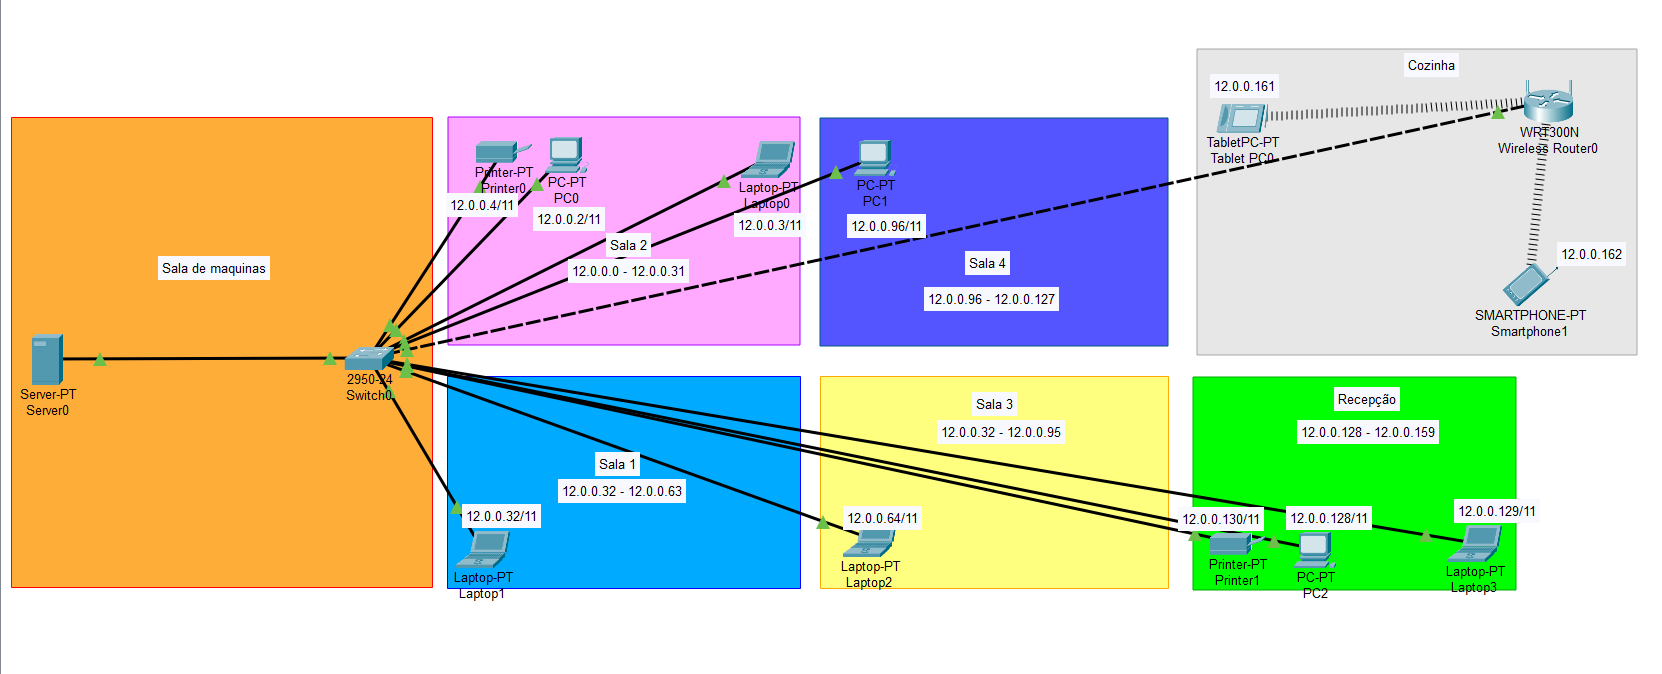 Sala de maquinas
Server-PT
Server0
2950-24
Switch0
Printer-PT
Printer0
12.0.0.4/11
PC-PT
PC0
12.0.0.2/11
Laptop-PT
Laptop0
12.0.0.3/11
Sala 2
12.0.0.0 - 12.0.0.31
PC-PT
PC1
12.0.0.96/11
Sala 4
12.0.0.96 - 12.0.0.127
Cozinha
12.0.0.161
TabletPC-PT
Tablet PC0
WRT300N
Wireless Router0
12.0.0.162
SMARTPHONE-PT
Smartphone1
Sala 1
12.0.0.32 - 12.0.0.63
12.0.0.32/11
Laptop-PT
Laptop1
Sala 3
12.0.0.32 - 12.0.0.95
12.0.0.64/11
Laptop-PT
Laptop2
Recepção
12.0.0.128 - 12.0.0.159
12.0.0.130/11
Printer-PT
Printer1
12.0.0.128/11
PC-PT
PC2
12.0.0.129/11
Laptop-PT
Laptop3